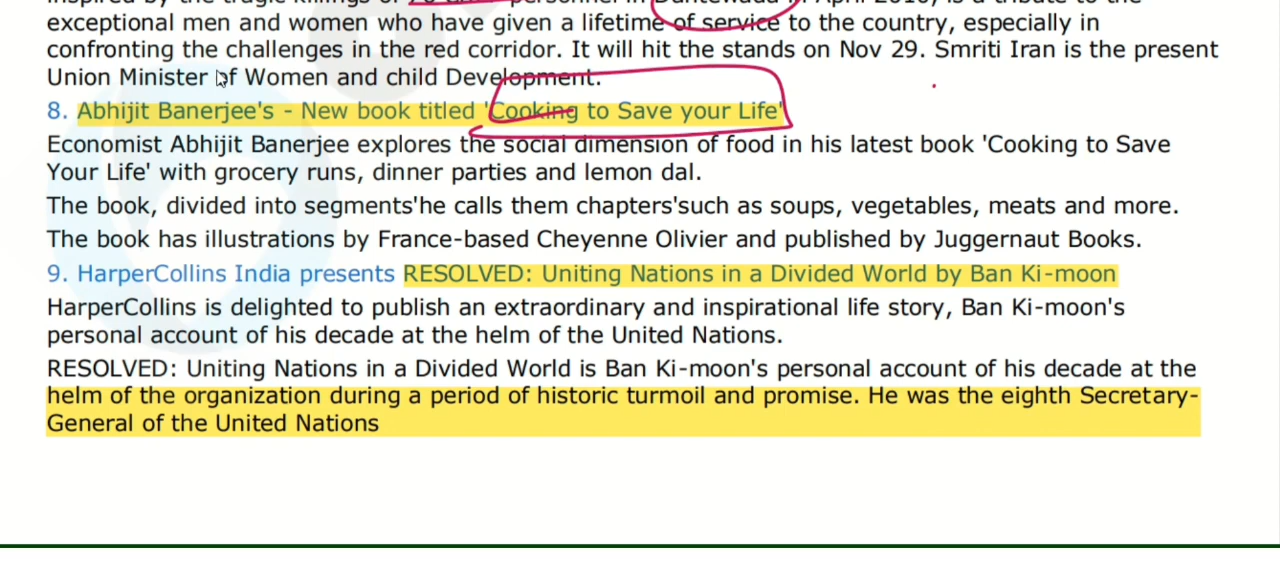 exceptional men and women who have given a lifetime of service to the country, especially in
confronting the challenges in the red corridor. It will hit the stands on Nov 29. Smriti Iran is the present
Union Minister of Women and child Development.
8. Abhijit Banerjee's - New book titled 'Cooking to Save your Life'
Economist Abhijit Banerjee explores the social dimension of food in his latest book 'Cooking to Save
Your Life' with grocery runs, dinner parties and lemon dal.
The book, divided into segments'he calls them chapters'such as soups, vegetables, meats and more.
The book has illustrations by France-based Cheyenne Olivier and published by Juggernaut Books.
9. HarperCollins India presents RESOLVED: Uniting Nations in a Divided World by Ban Ki-moon
HarperCollins is delighted to publish an extraordinary and inspirational life story, Ban Ki-moon's
personal account of his decade at the helm of the United Nations.
RESOLVED: Uniting Nations in a Divided World is Ban Ki-moon's personal account of his decade at the
helm of the organization during a period of historic turmoil and promise. He was the eighth Secretary-
General of the United Nations